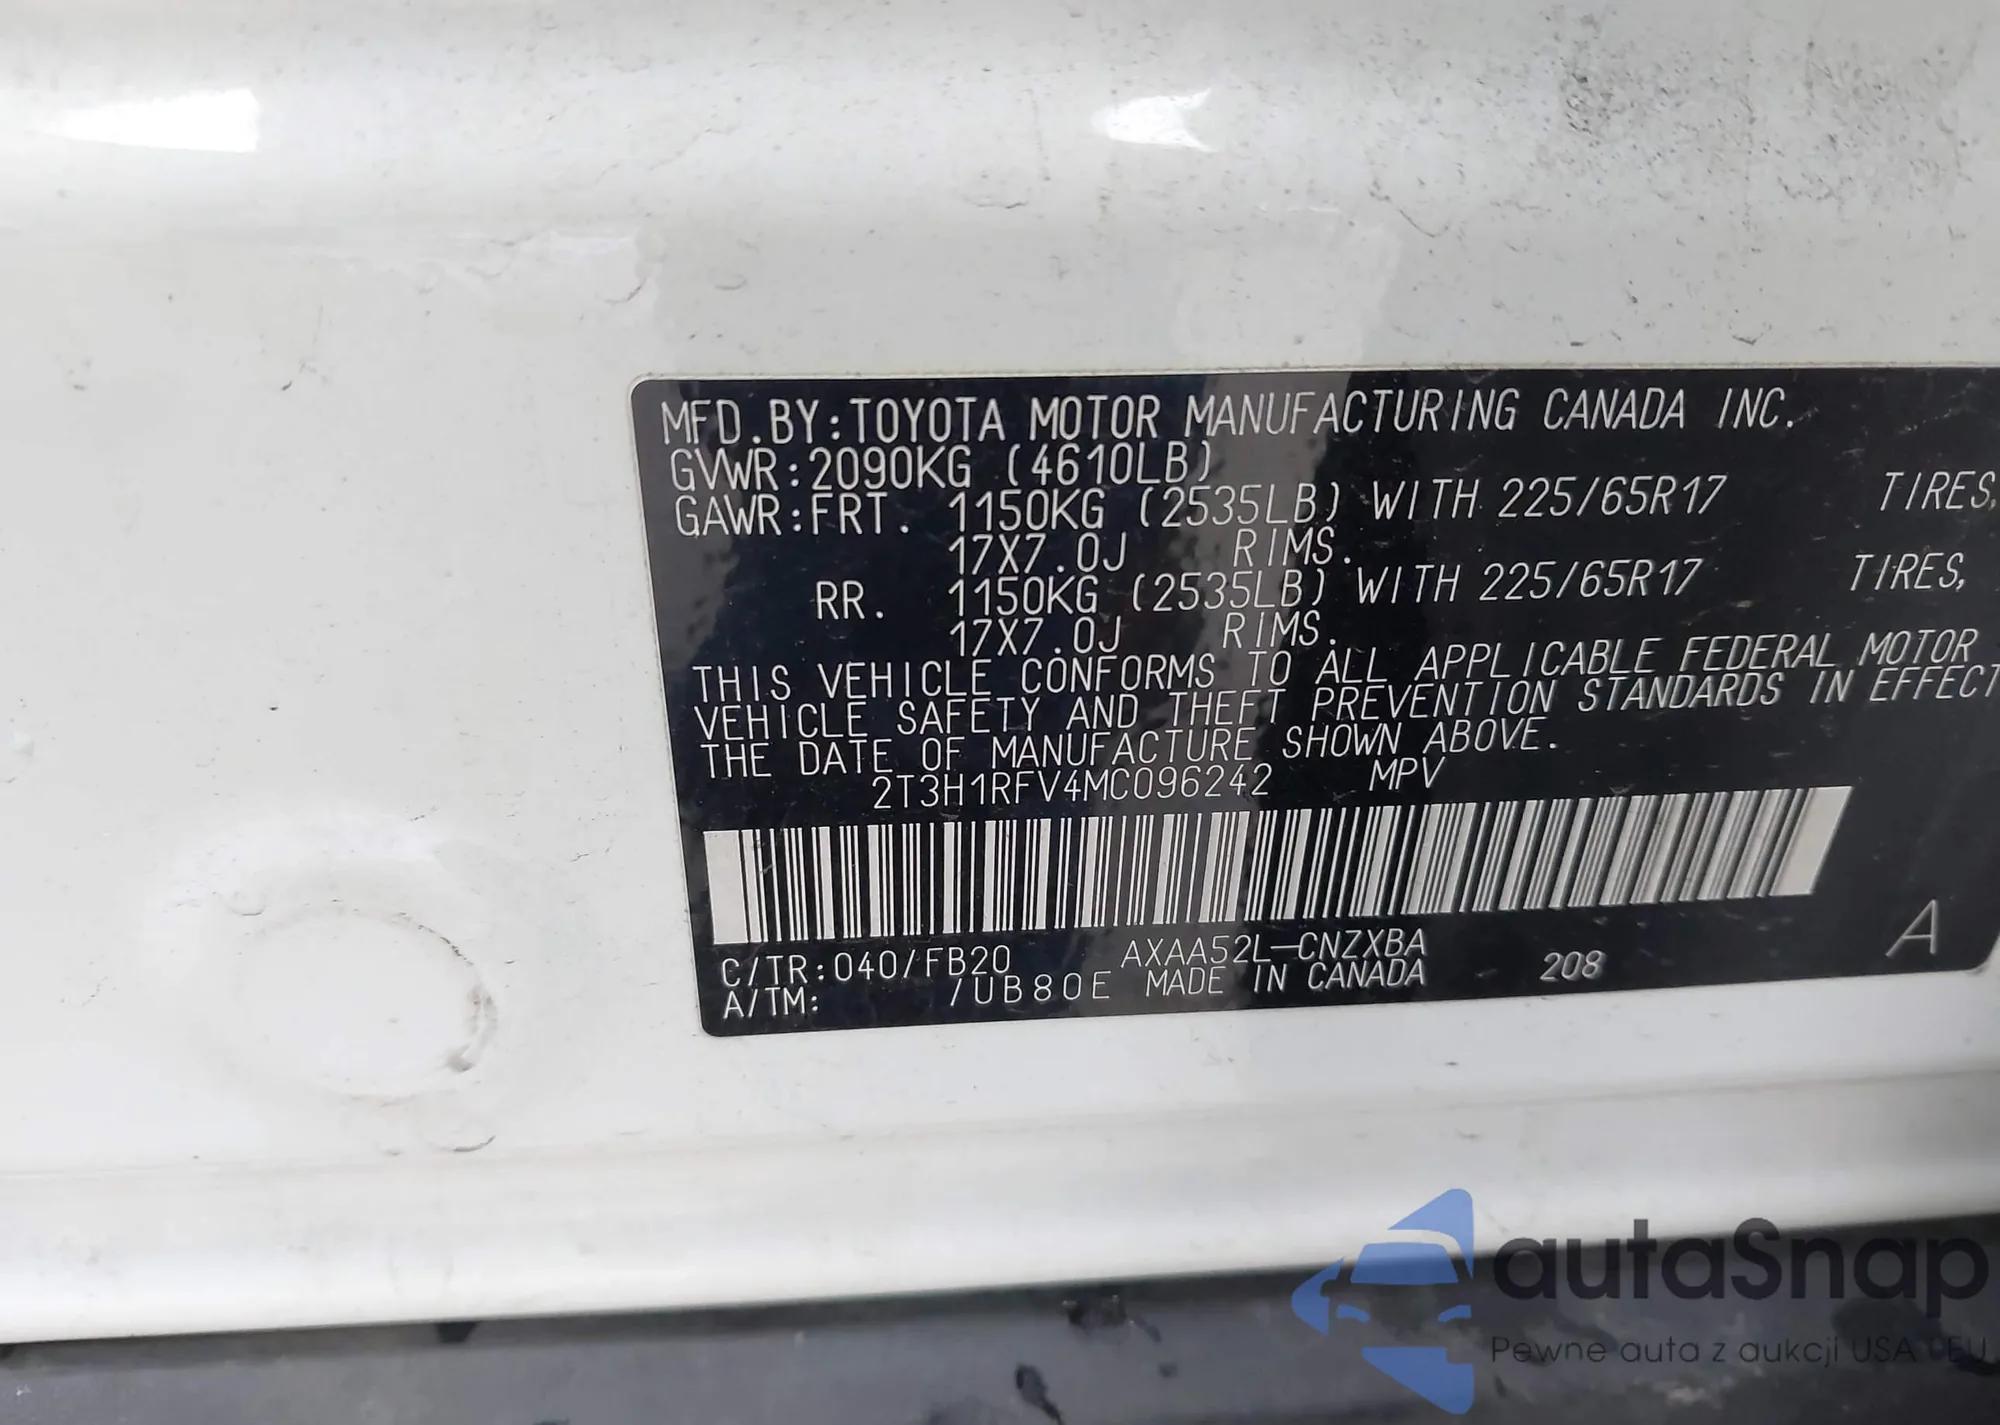 MFD.BY:TOYOTA MOTOR MANUFACTURING CANADA INC.
GVWR:2090KG (4610LB)
GAWR:FRT. 1150KG (2535LB) WITH 225/65R17 TIRES,
17X7.0J RIMS.
RR. 1150KG (2535LB) WITH 225/65R17 TIRES,
17X7.0J RIMS.
THIS VEHICLE CONFORMS TO ALL APPLICABLE FEDERAL MOTOR
VEHICLE SAFETY AND THEFT PREVENTION STANDARDS IN EFFECT
THE DATE OF MANUFACTURE SHOWN ABOVE.
2T3H1RFV4MC096242 MPV
C/TR:040/FB20 AXAA52L-CNZXBA 208 A
A/TM: /UB80E MADE IN CANADA
autaSnap
Pewne auta z aukcji USA i EU